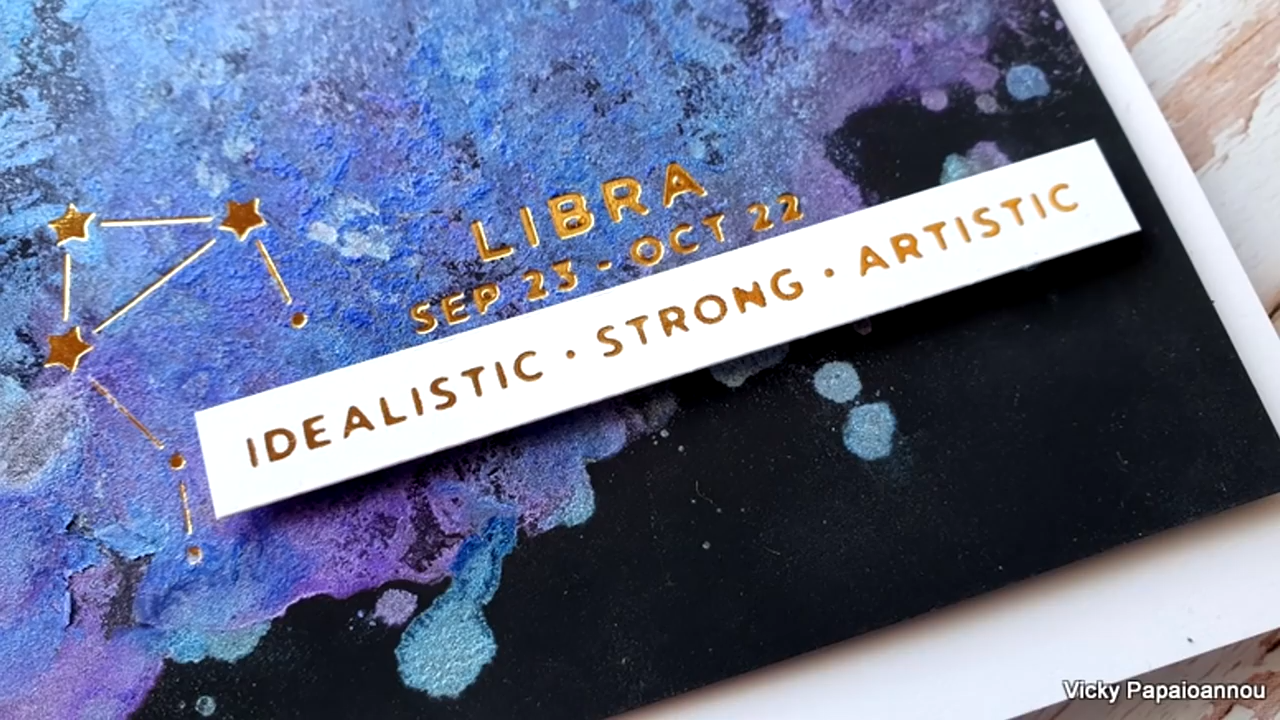 LIBRA
SEP 23 · OCT 22
IDEALISTIC · STRONG · ARTISTIC
Vicky Papaioannou